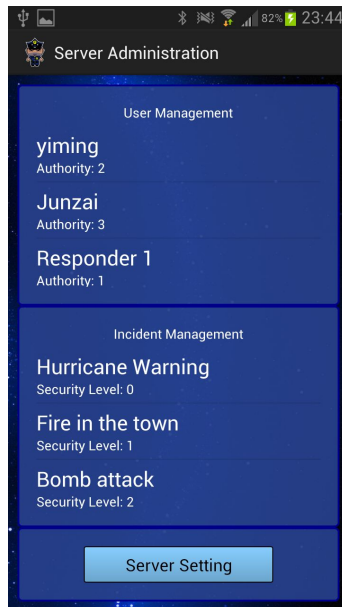 82% 23:44
Server Administration
User Management
yiming
Authority: 2
Junzai
Authority: 3
Responder 1
Authority: 1
Incident Management
Hurricane Warning
Security Level: 0
Fire in the town
Security Level: 1
Bomb attack
Security Level: 2
Server Setting